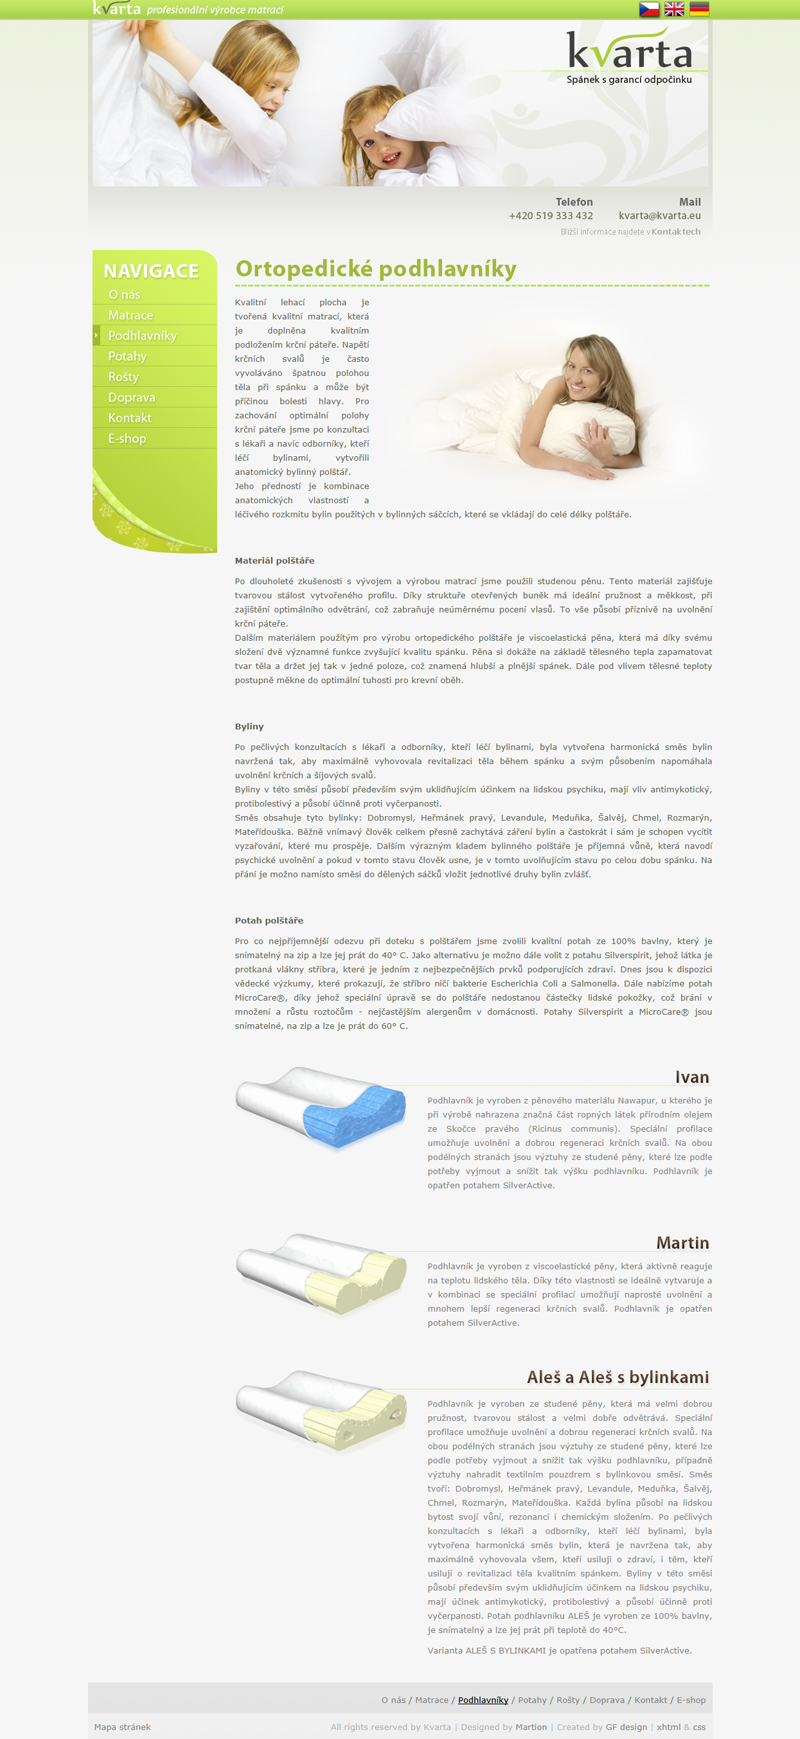 kvarta profesionální výrobce matrací
kvarta
Spánek s garancí odpočinku
Telefon Mail
+420 519 333 432 kvarta@kvarta.eu
Bližší informace najdete v Kontaktech
NAVIGACE
O nás
Matrace
Podhlavníky
Potahy
Rošty
Doprava
Kontakt
E-shop
Ortopedické podhlavníky
Kvalitní lehací plocha je
tvořená kvalitní matrací, která
je doplněna kvalitním
podložením krční páteře. Napětí
krčních svalů je často
vyvoláváno špatnou polohou
těla při spánku a může být
příčinou bolesti hlavy. Pro
zachování optimální polohy
krční páteře jsme po konzultaci
s lékaři a navíc odborníky, kteří
léčí bylinami, vytvořili
anatomický bylinný polštář.
Jeho předností je kombinace
anatomických vlastností a
léčivého rozkmitu bylin použitých v bylinných sáčcích, které se vkládají do celé délky polštáře.
Materiál polštáře
Po dlouholeté zkušenosti s vývojem a výrobou matrací jsme použili studenou pěnu. Tento materiál zajišťuje
tvarovou stálost vytvořeného profilu. Díky struktuře otevřených buněk má ideální pružnost a měkkost, při
zajištění optimálního odvětrání, což zabraňuje neúměrnému pocení vlasů. To vše působí příznivě na uvolnění
krční páteře.
Dalším materiálem použitým pro výrobu ortopedického polštáře je viscoelastická pěna, která má díky svému
složení dvě významné funkce zvyšující kvalitu spánku. Pěna si dokáže na základě tělesného tepla zapamatovat
tvar těla a držet jej tak v jedné poloze, což znamená hlubší a plnější spánek. Dále pod vlivem tělesné teploty
postupně měkne do optimální tuhosti pro krevní oběh.
Byliny
Po pečlivých konzultacích s lékaři a odborníky, kteří léčí bylinami, byla vytvořena harmonická směs bylin
navržená tak, aby maximálně vyhovovala revitalizaci těla během spánku a svým působením napomáhala
uvolnění krčních a šíjových svalů.
Byliny v této směsi působí především svým uklidňujícím účinkem na lidskou psychiku, mají vliv antimykotický,
protibolestivý a působí účinně proti vyčerpanosti.
Směs obsahuje tyto bylinky: Dobromysl, Heřmánek pravý, Levandule, Meduňka, Šalvěj, Chmel, Rozmarýn,
Mateřídouška. Běžně vnímavý člověk celkem přesně zachytává záření bylin a častokrát i sám je schopen vycítit
vyzařování, které mu prospěje. Dalším výrazným kladem bylinného polštáře je příjemná vůně, která navodí
psychické uvolnění a pokud v tomto stavu člověk usne, je v tomto uvolňujícím stavu po celou dobu spánku. Na
přání je možno namísto směsi do dělených sáčků vložit jednotlivé druhy bylin zvlášť.
Potah polštáře
Pro co nejpříjemnější odezvu při doteku s polštářem jsme zvolili kvalitní potah ze 100% bavlny, který je
snímatelný na zip a lze jej prát do 40° C. Jako alternativu je možno dále volit z potahu Silverspirit, jehož látka je
protkaná vlákny stříbra, které je jedním z nejbezpečnějších prvků podporujících zdraví. Dnes jsou k dispozici
vědecké výzkumy, které prokazují, že stříbro ničí bakterie Escherichia Coli a Salmonella. Dále nabízíme potah
MicroCare®, díky jehož speciální úpravě se do polštáře nedostanou částečky lidské pokožky, což brání v
množení a růstu roztočům - nejčastějším alergenům v domácnosti. Potahy Silverspirit a MicroCare® jsou
snímatelné, na zip a lze je prát do 60° C.
Ivan
Podhlavník je vyroben z pěnového materiálu Nawapur, u kterého je
při výrobě nahrazena značná část ropných látek přírodním olejem
ze Skočce pravého (Ricinus communis). Speciální profilace
umožňuje uvolnění a dobrou regeneraci krčních svalů. Na obou
podélných stranách jsou výztuhy ze studené pěny, které lze podle
potřeby vyjmout a snížit tak výšku podhlavníku. Podhlavník je
opatřen potahem SilverActive.
Martin
Podhlavník je vyroben z viscoelastické pěny, která aktivně reaguje
na teplotu lidského těla. Díky této vlastnosti se ideálně vytvaruje a
v kombinaci se speciální profilací umožňují naprosté uvolnění a
mnohem lepší regeneraci krčních svalů. Podhlavník je opatřen
potahem SilverActive.
Aleš a Aleš s bylinkami
Podhlavník je vyroben ze studené pěny, která má velmi dobrou
pružnost, tvarovou stálost a velmi dobře odvětrává. Speciální
profilace umožňuje uvolnění a dobrou regeneraci krčních svalů. Na
obou podélných stranách jsou výztuhy ze studené pěny, které lze
podle potřeby vyjmout a snížit tak výšku podhlavníku, případně
výztuhy nahradit textilním pouzdrem s bylinkovou směsí. Směs
tvoří: Dobromysl, Heřmánek pravý, Levandule, Meduňka, Šalvěj,
Chmel, Rozmarýn, Mateřídouška. Každá bylina působí na lidskou
bytost svojí vůní, rezonancí i chemickým složením. Po pečlivých
konzultacích s lékaři a odborníky, kteří léčí bylinami, byla
vytvořena harmonická směs bylin, která je navržena tak, aby
maximálně vyhovovala všem, kteří usilují o zdraví, i těm, kteří
usilují o revitalizaci těla kvalitním spánkem. Byliny v této směsi
působí především svým uklidňujícím účinkem na lidskou psychiku,
mají účinek antimykotický, protibolestivý a působí účinně proti
vyčerpanosti. Potah podhlavníku ALEŠ je vyroben ze 100% bavlny,
je snímatelný a lze jej prát při teplotě do 40°C.
Varianta ALEŠ S BYLINKAMI je opatřena potahem SilverActive.
O nás / Matrace / Podhlavníky / Potahy / Rošty / Doprava / Kontakt / E-shop
Mapa stránek All rights reserved by Kvarta | Designed by Martion | Created by GF design | xhtml & css